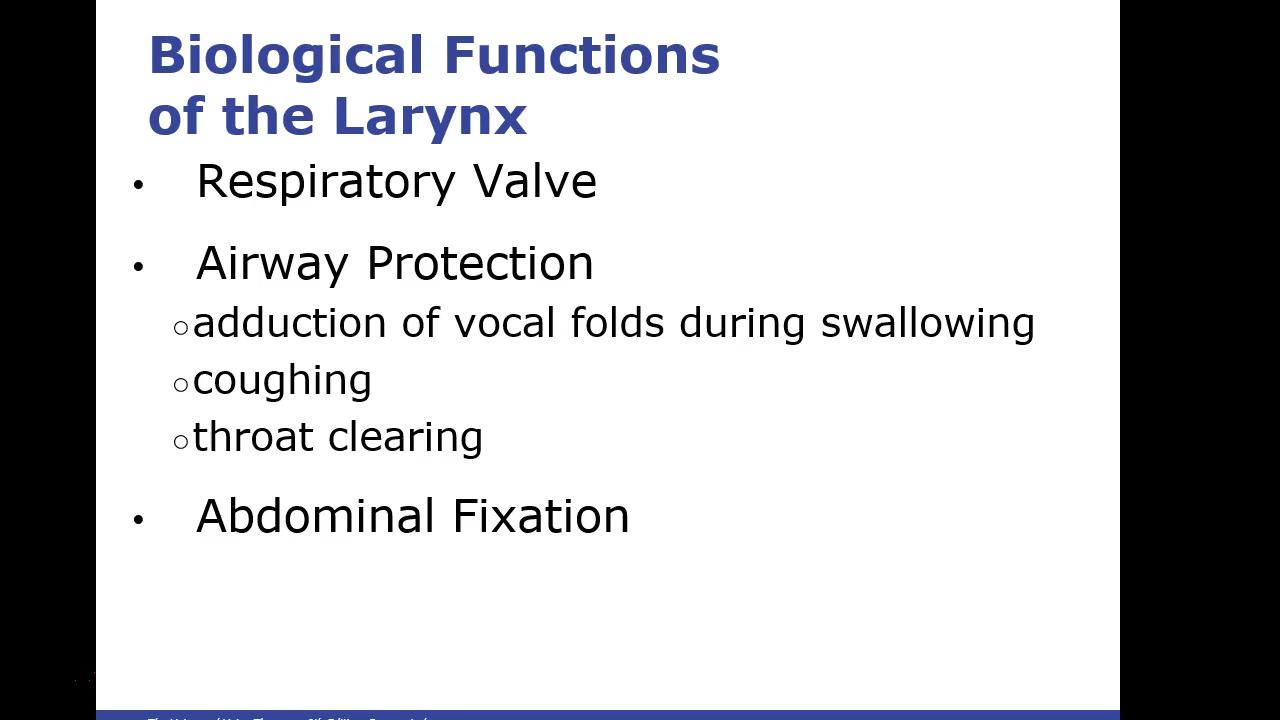 Biological Functions
of the Larynx
• Respiratory Valve
• Airway Protection
○adduction of vocal folds during swallowing
○coughing
○throat clearing
• Abdominal Fixation